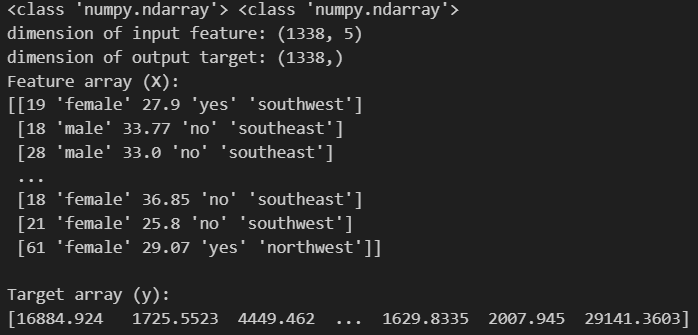 <class 'numpy.ndarray'> <class 'numpy.ndarray'>
dimension of input feature: (1338, 5)
dimension of output target: (1338,)
Feature array (X):
[[19 'female' 27.9 'yes' 'southwest']
 [18 'male' 33.77 'no' 'southeast']
 [28 'male' 33.0 'no' 'southeast']
 ...
 [18 'female' 36.85 'no' 'southeast']
 [21 'female' 25.8 'no' 'southwest']
 [61 'female' 29.07 'yes' 'northwest']]

Target array (y):
[16884.924   1725.5523  4449.462  ...  1629.8335  2007.945  29141.3603]